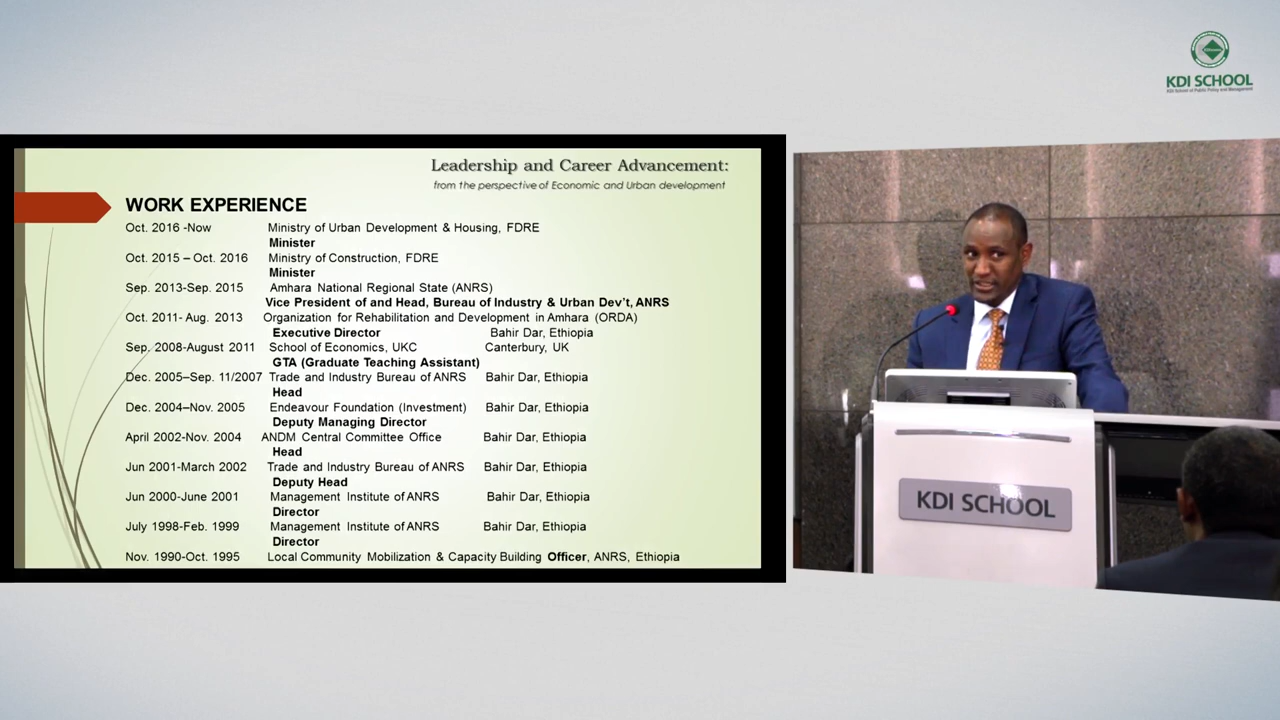 KDI SCHOOL
KDI School of Public Policy and Management
Leadership and Career Advancement:
from the perspective of Economic and Urban development
WORK EXPERIENCE
Oct. 2016 -Now Ministry of Urban Development & Housing, FDRE
Minister
Oct. 2015 – Oct. 2016 Ministry of Construction, FDRE
Minister
Sep. 2013-Sep. 2015 Amhara National Regional State (ANRS)
Vice President of and Head, Bureau of Industry & Urban Dev't, ANRS
Oct. 2011- Aug. 2013 Organization for Rehabilitation and Development in Amhara (ORDA)
Executive Director Bahir Dar, Ethiopia
Sep. 2008-August 2011 School of Economics, UKC Canterbury, UK
GTA (Graduate Teaching Assistant)
Dec. 2005–Sep. 11/2007 Trade and Industry Bureau of ANRS Bahir Dar, Ethiopia
Head
Dec. 2004–Nov. 2005 Endeavour Foundation (Investment) Bahir Dar, Ethiopia
Deputy Managing Director
April 2002-Nov. 2004 ANDM Central Committee Office Bahir Dar, Ethiopia
Head
Jun 2001-March 2002 Trade and Industry Bureau of ANRS Bahir Dar, Ethiopia
Deputy Head
Jun 2000-June 2001 Management Institute of ANRS Bahir Dar, Ethiopia
Director
July 1998-Feb. 1999 Management Institute of ANRS Bahir Dar, Ethiopia
Director
Nov. 1990-Oct. 1995 Local Community Mobilization & Capacity Building Officer, ANRS, Ethiopia
KDI SCHOOL